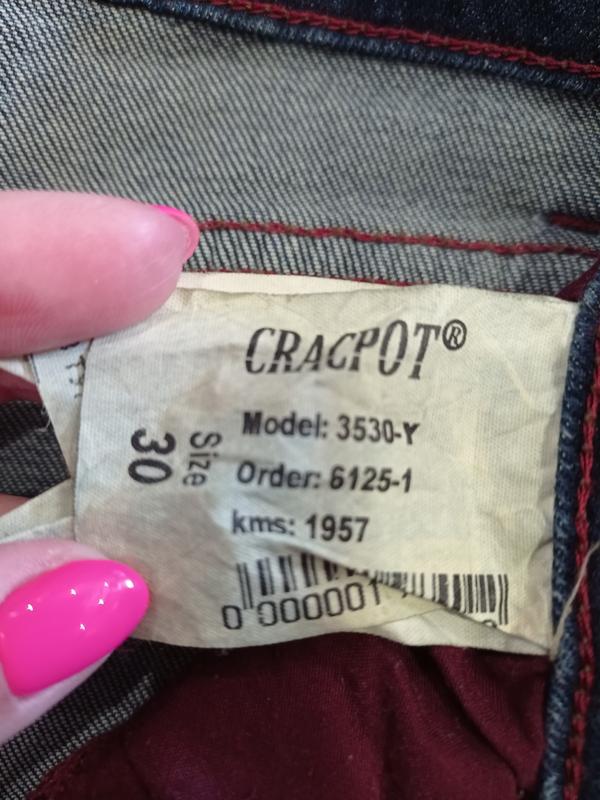 CRACPOT®
Model: 3530-Y
Order: 6125-1
kms: 1957
Size
30
0 000001